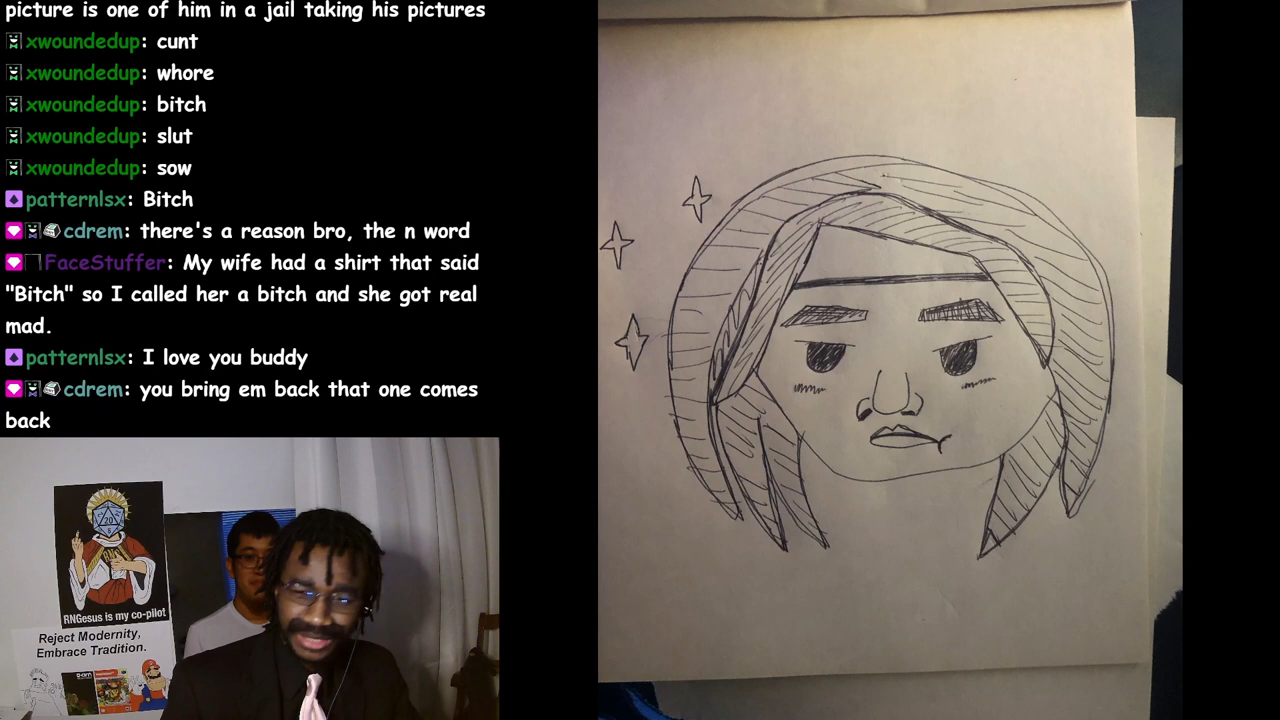 picture is one of him in a jail taking his pictures
xwoundedup: cunt
xwoundedup: whore
xwoundedup: bitch
xwoundedup: slut
xwoundedup: sow
patternlsx: Bitch
cdrem: there's a reason bro, the n word
FaceStuffer: My wife had a shirt that said
"Bitch" so I called her a bitch and she got real
mad.
patternlsx: I love you buddy
cdrem: you bring em back that one comes
back
20
RNGesus is my co-pilot
Reject Modernity,
Embrace Tradition.